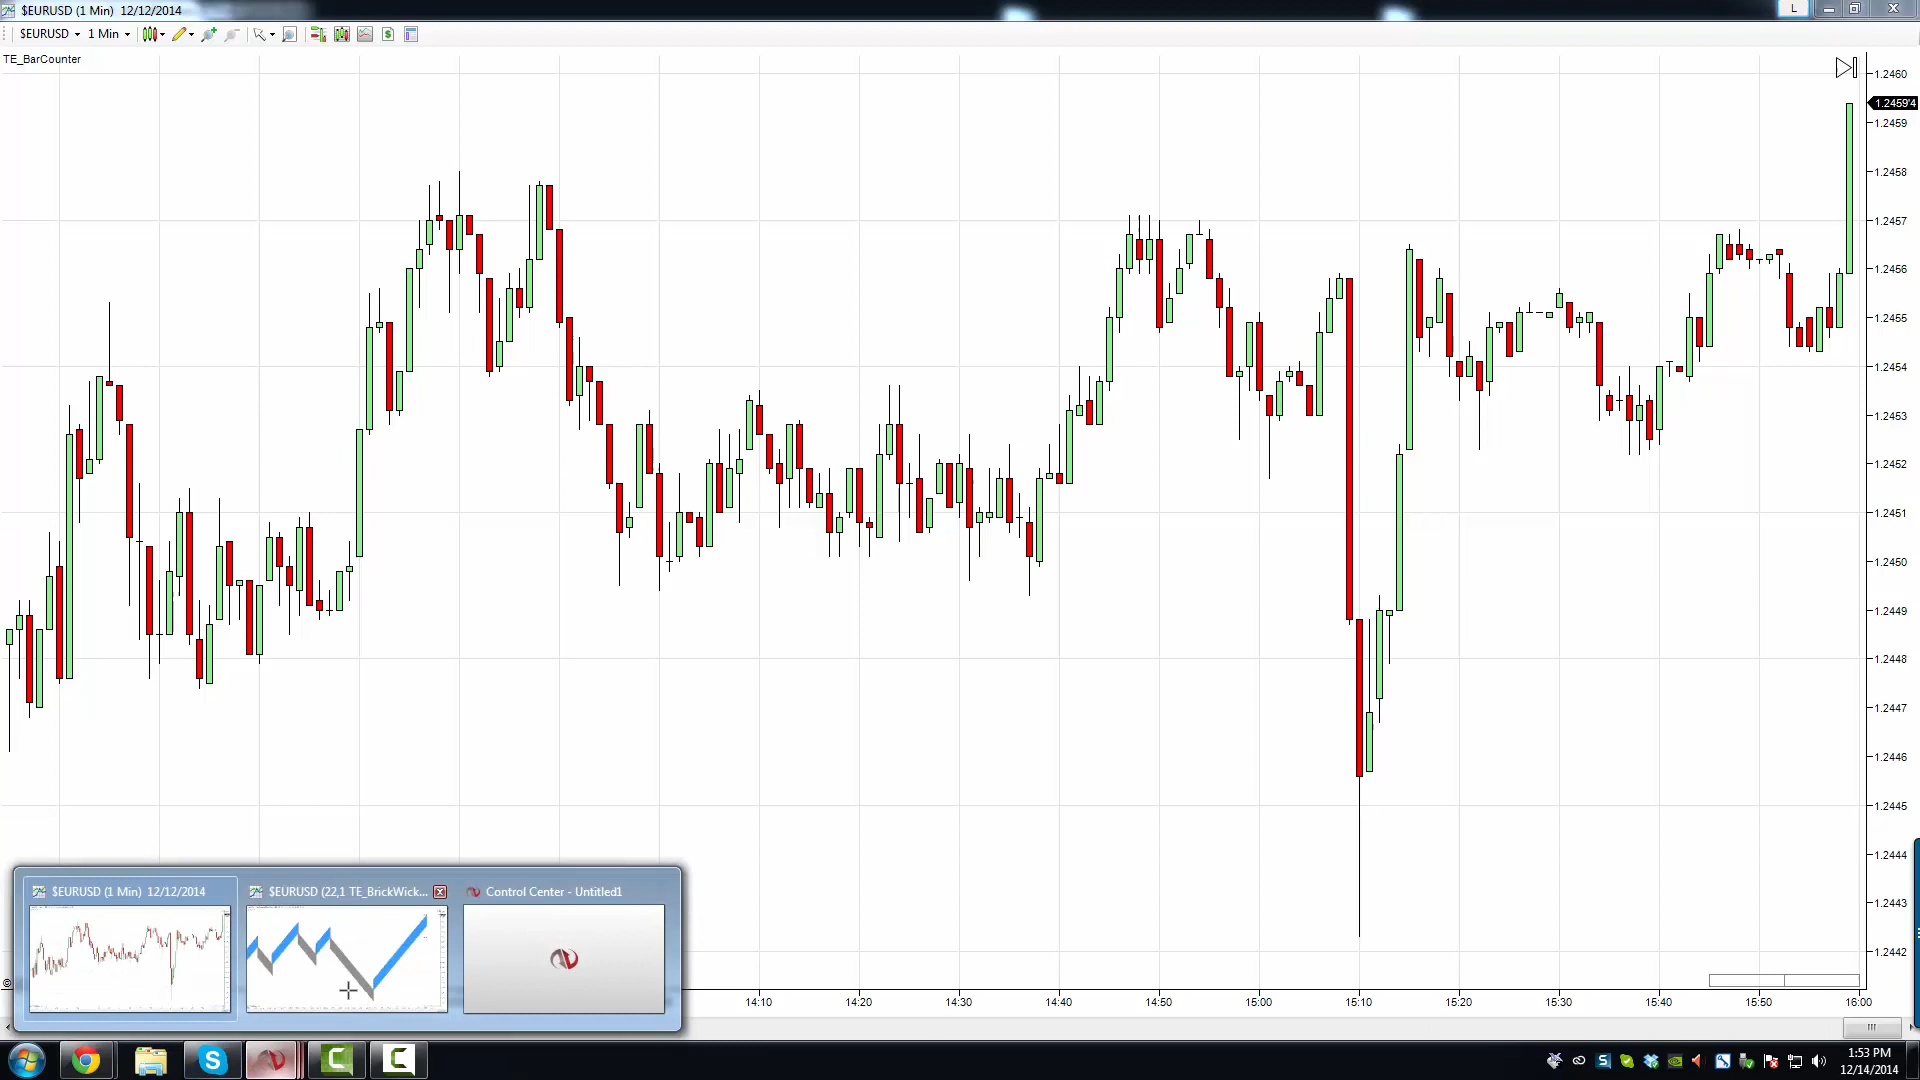 $EURUSD (1 Min)  12/12/2014
L
$EURUSD 1 Min
TE_BarCounter
1.2460
1.2459'4
1.2459
1.2458
1.2457
1.2456
1.2455
1.2454
1.2453
1.2452
1.2451
1.2450
1.2449
1.2448
1.2447
1.2446
1.2445
1.2444
1.2443
1.2442
$EURUSD (1 Min)  12/12/2014
$EURUSD (22,1 TE_BrickWick...
Control Center - Untitled1
©
14:10 14:20 14:30 14:40 14:50 15:00 15:10 15:20 15:30 15:40 15:50 16:00
1:53 PM
12/14/2014